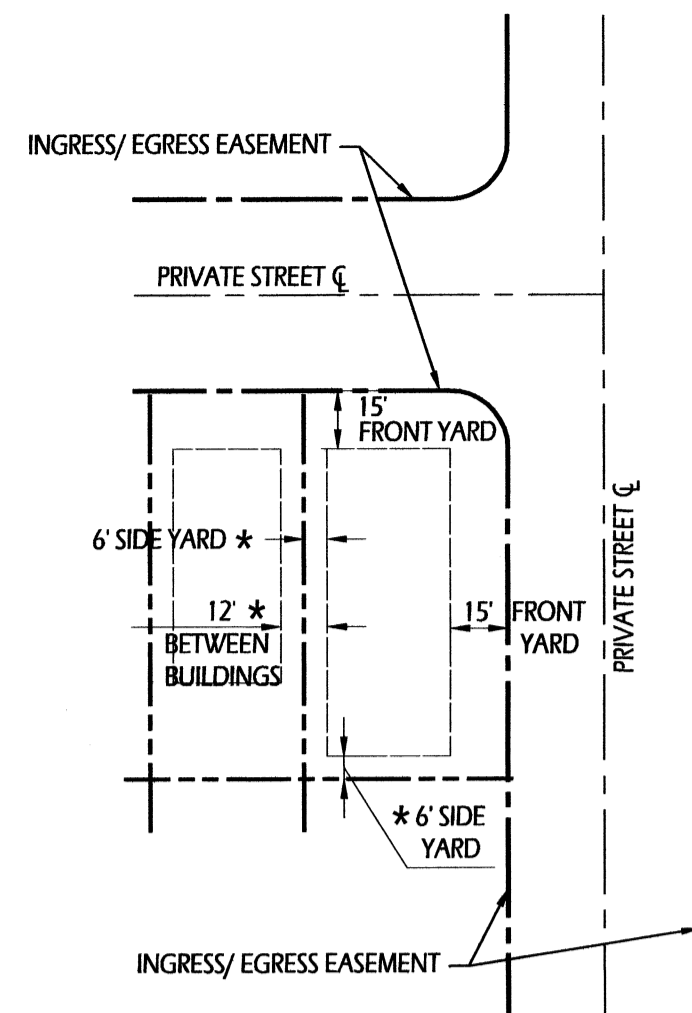 INGRESS/ EGRESS EASEMENT
PRIVATE STREET ℄
15'
FRONT YARD
6' SIDE YARD *
12' *
BETWEEN
BUILDINGS
15' FRONT
YARD
PRIVATE STREET ℄
* 6' SIDE
YARD
INGRESS/ EGRESS EASEMENT